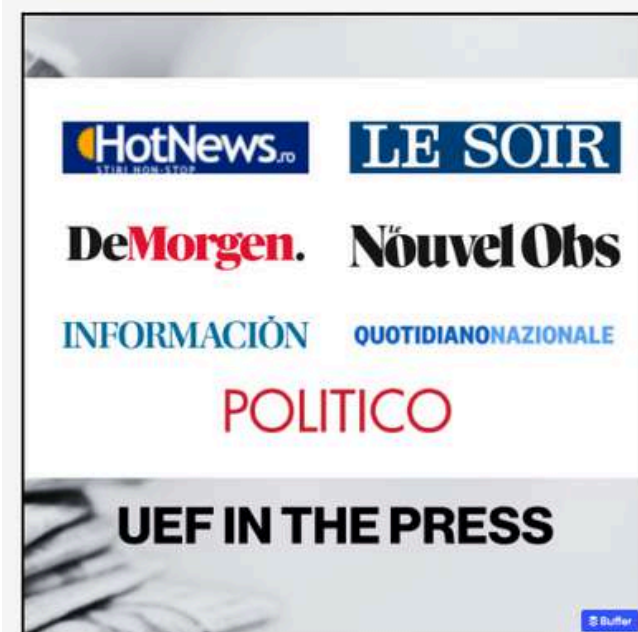 HotNews.ro
STIRI NON-STOP
LE SOIR
DeMorgen.
Le Nouvel Obs
INFORMACIÓN
QUOTIDIANONAZIONALE
POLITICO
UEF IN THE PRESS
Buffer